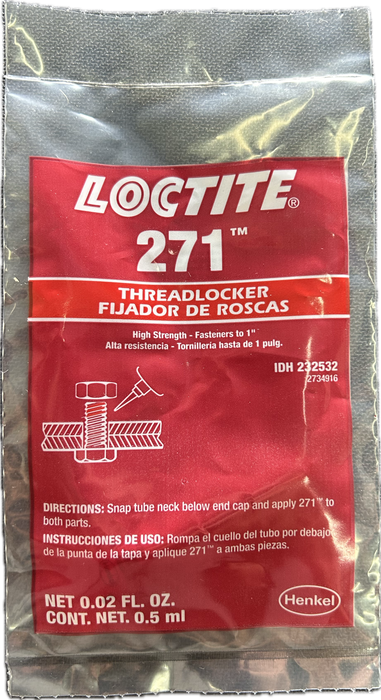 LOCTITE®
271™
THREADLOCKER
FIJADOR DE ROSCAS
High Strength - Fasteners to 1"
Alta resistencia - Tornillería hasta de 1 pulg.
IDH 232532
2734916
DIRECTIONS: Snap tube neck below end cap and apply 271™ to
both parts.
INSTRUCCIONES DE USO: Rompa el cuello del tubo por debajo
de la punta de la tapa y aplique 271™ a ambas piezas.
NET 0.02 FL. OZ.
CONT. NET. 0.5 ml
Henkel